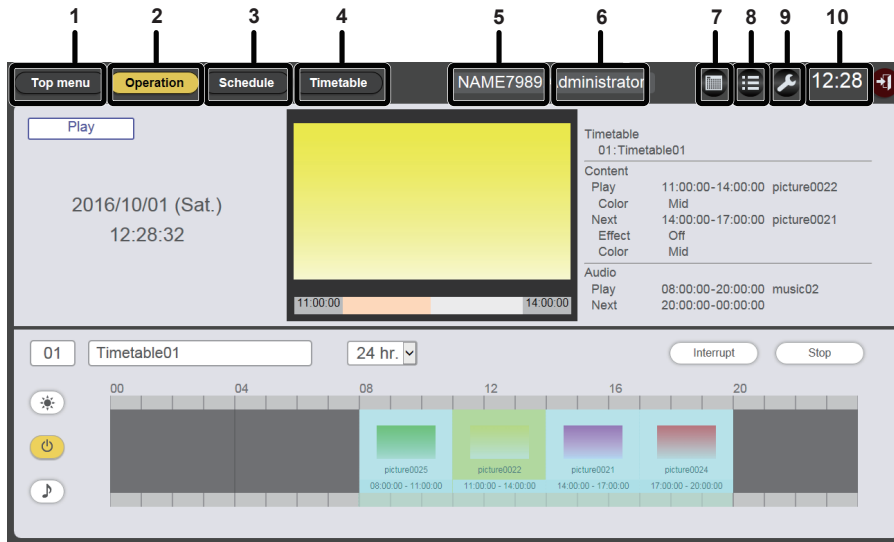 1 2 3 4 5 6 7 8 9 10
Top menu Operation Schedule Timetable NAME7989 dministrator 12:28
Play
2016/10/01 (Sat.)
12:28:32
11:00:00 14:00:00
Timetable
01:Timetable01
Content
Play 11:00:00-14:00:00 picture0022
Color Mid
Next 14:00:00-17:00:00 picture0021
Effect Off
Color Mid
Audio
Play 08:00:00-20:00:00 music02
Next 20:00:00-00:00:00
01 Timetable01 24 hr. Interrupt Stop
00 04 08 12 16 20
picture0025 picture0022 picture0021 picture0024
08:00:00 - 11:00:00 11:00:00 - 14:00:00 14:00:00 - 17:00:00 17:00:00 - 20:00:00